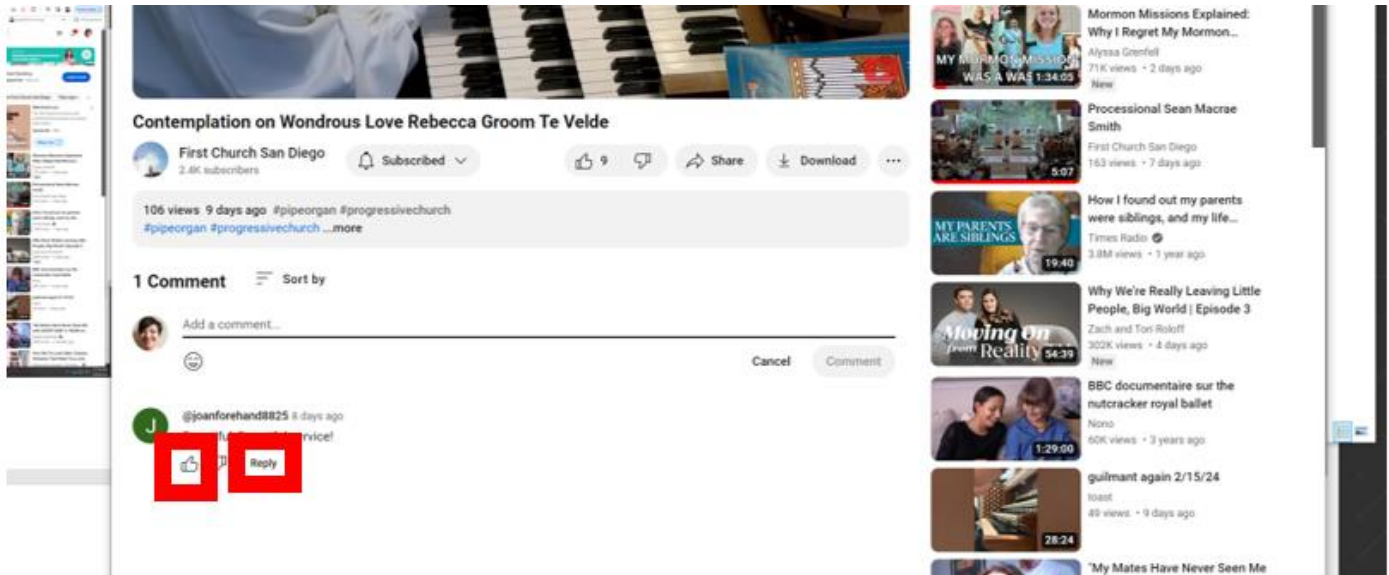 Contemplation on Wondrous Love Rebecca Groom Te Velde
First Church San Diego
2.4K subscribers
Subscribed
9
Share
Download
106 views 9 days ago #pipeorgan #progressivechurch
#pipeorgan #progressivechurch ...more
1 Comment
Sort by
Add a comment...
Cancel
Comment
J
@joanforehand8825 8 days ago
Reply
MY MORMON MISSION
WAS A WAS
1:34:05
Mormon Missions Explained:
Why I Regret My Mormon...
Alyssa Grenfell
71K views • 2 days ago
New
5:07
Processional Sean Macrae
Smith
First Church San Diego
163 views • 7 days ago
MY PARENTS
ARE SIBLINGS
19:40
How I found out my parents
were siblings, and my life...
Times Radio
3.8M views • 1 year ago
Moving On
from Reality
54:39
Why We're Really Leaving Little
People, Big World | Episode 3
Zach and Tori Roloff
302K views • 4 days ago
New
1:29:00
BBC documentaire sur the
nutcracker royal ballet
Nono
60K views • 3 years ago
28:24
guilmant again 2/15/24
toast
49 views • 9 days ago
"My Mates Have Never Seen Me